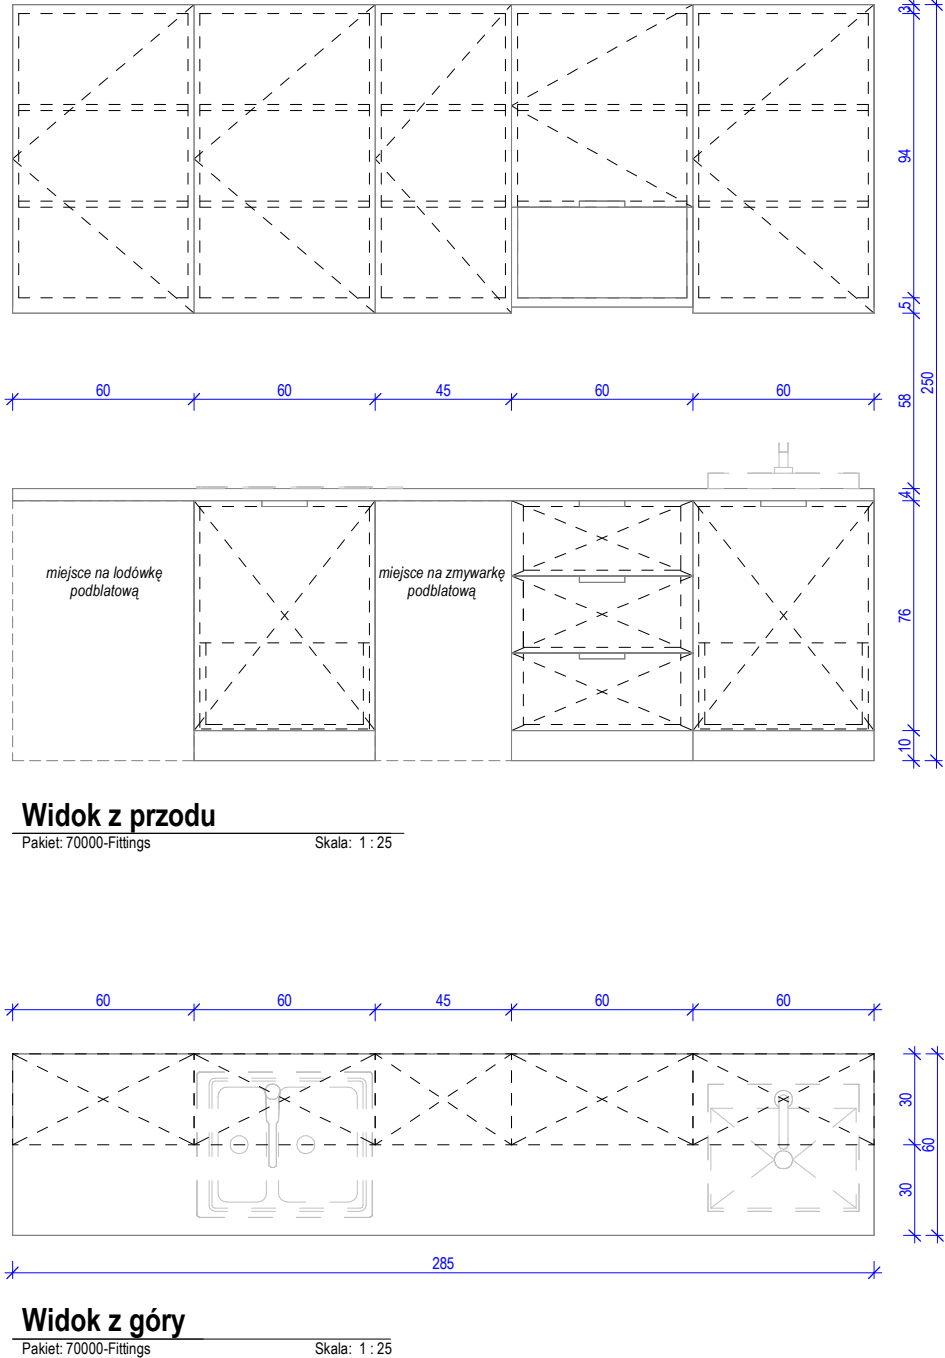 3
94
5
60 60 45 60 60
58
250
4
miejsce na lodówkę
podblatową
miejsce na zmywarkę
podblatową
76
10
Widok z przodu
Pakiet: 70000-Fittings Skala: 1 : 25
60 60 45 60 60
30
60
30
285
Widok z góry
Pakiet: 70000-Fittings Skala: 1 : 25